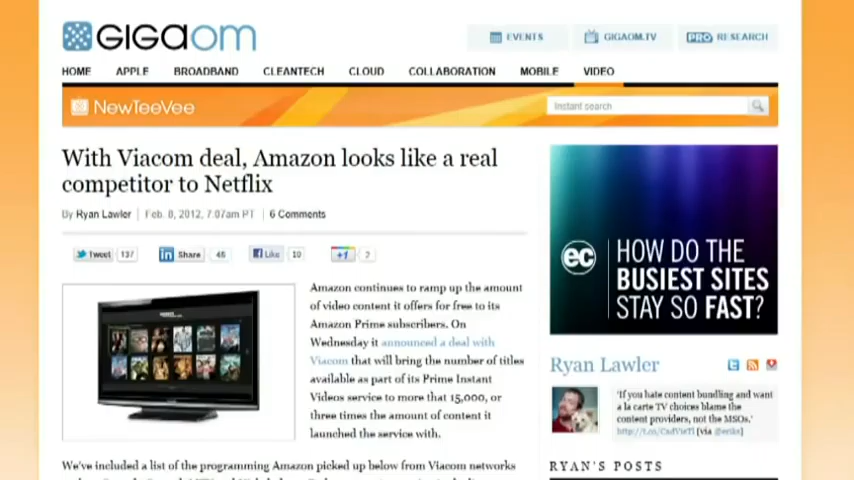 GIGAOM
EVENTS
GIGAOM.TV
PRO RESEARCH
HOME APPLE BROADBAND CLEANTECH CLOUD COLLABORATION MOBILE VIDEO
NewTeeVee
Instant search
With Viacom deal, Amazon looks like a real
competitor to Netflix
By Ryan Lawler | Feb. 8, 2012, 7:07am PT | 6 Comments
Tweet 137
in Share 46
Like 10
+1 2
Amazon continues to ramp up the amount
of video content it offers for free to its
Amazon Prime subscribers. On
Wednesday it announced a deal with
Viacom that will bring the number of titles
available as part of its Prime Instant
Videos service to more that 15,000, or
three times the amount of content it
launched the service with.
We've included a list of the programming Amazon picked up below from Viacom networks
ec
HOW DO THE
BUSIEST SITES
STAY SO FAST?
Ryan Lawler
'If you hate content bundling and want
a la carte TV choices blame the
content providers, not the MSOs.'
[via
RYAN'S POSTS